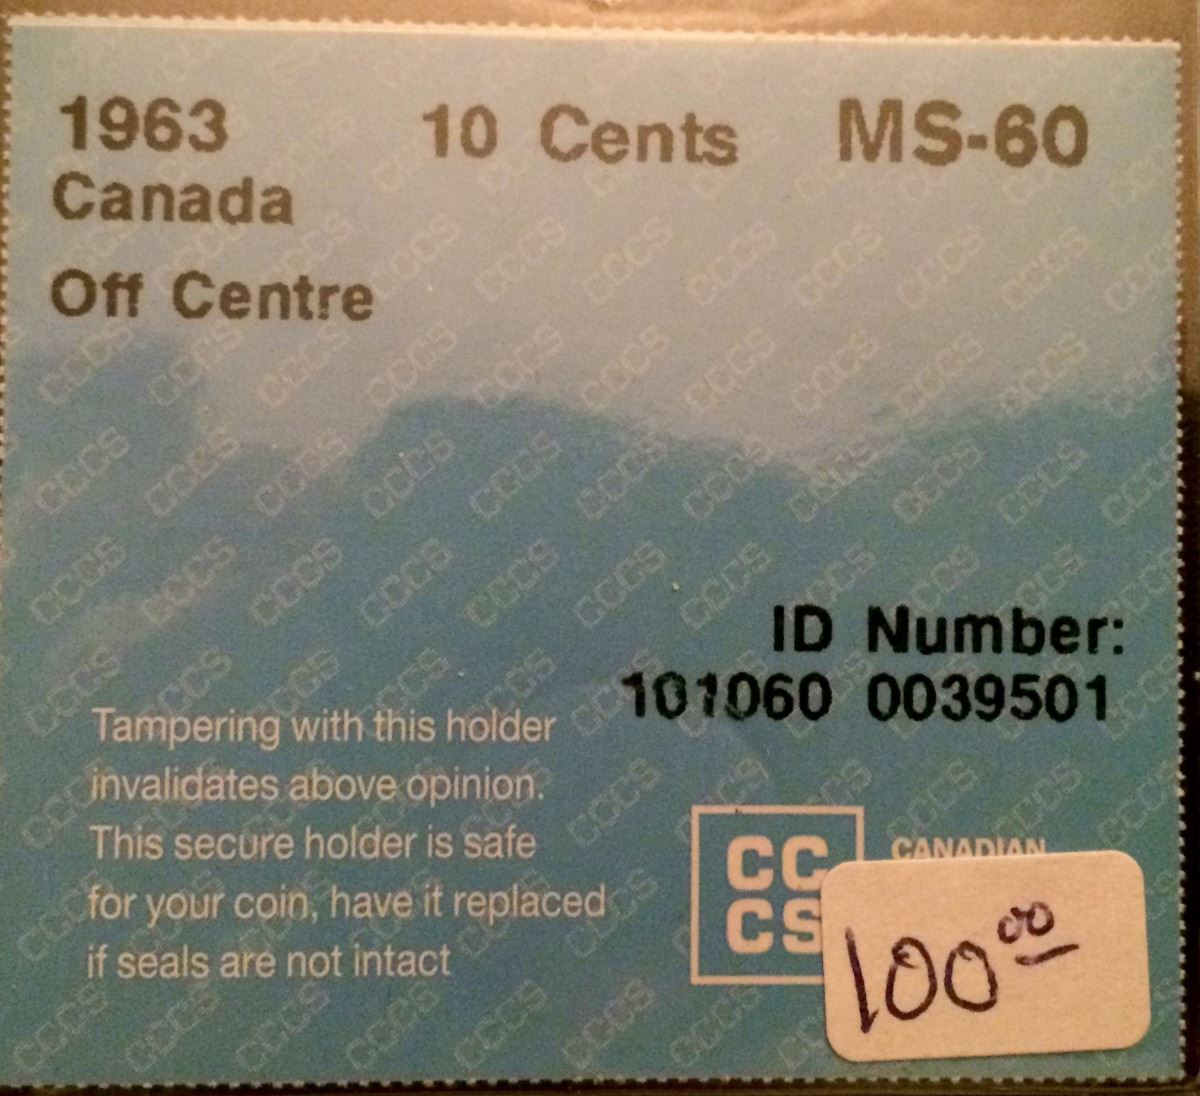 1963 10 Cents MS-60
Canada
Off Centre
ID Number:
101060 0039501
Tampering with this holder
invalidates above opinion.
This secure holder is safe
for your coin, have it replaced
if seals are not intact
CC
CS
CANADIAN
100.00